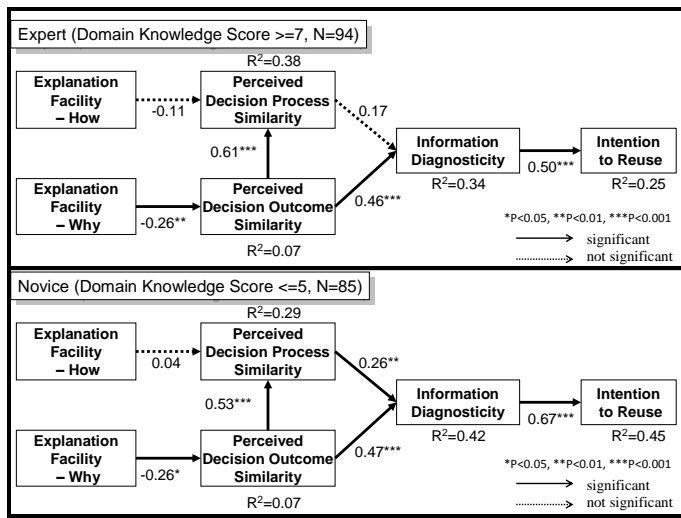 Expert (Domain Knowledge Score >=7, N=94)
R²=0.38
Explanation
Facility
– How
-0.11
Perceived
Decision Process
Similarity
0.17
0.61***
Information
Diagnosticity
R²=0.34
0.50***
Intention
to Reuse
R²=0.25
Explanation
Facility
– Why
-0.26**
Perceived
Decision Outcome
Similarity
0.46***
R²=0.07
*P<0.05, **P<0.01, ***P<0.001
significant
not significant
Novice (Domain Knowledge Score <=5, N=85)
R²=0.29
Explanation
Facility
– How
0.04
Perceived
Decision Process
Similarity
0.26**
0.53***
Information
Diagnosticity
R²=0.42
0.67***
Intention
to Reuse
R²=0.45
Explanation
Facility
– Why
-0.26*
Perceived
Decision Outcome
Similarity
0.47***
R²=0.07
*P<0.05, **P<0.01, ***P<0.001
significant
not significant